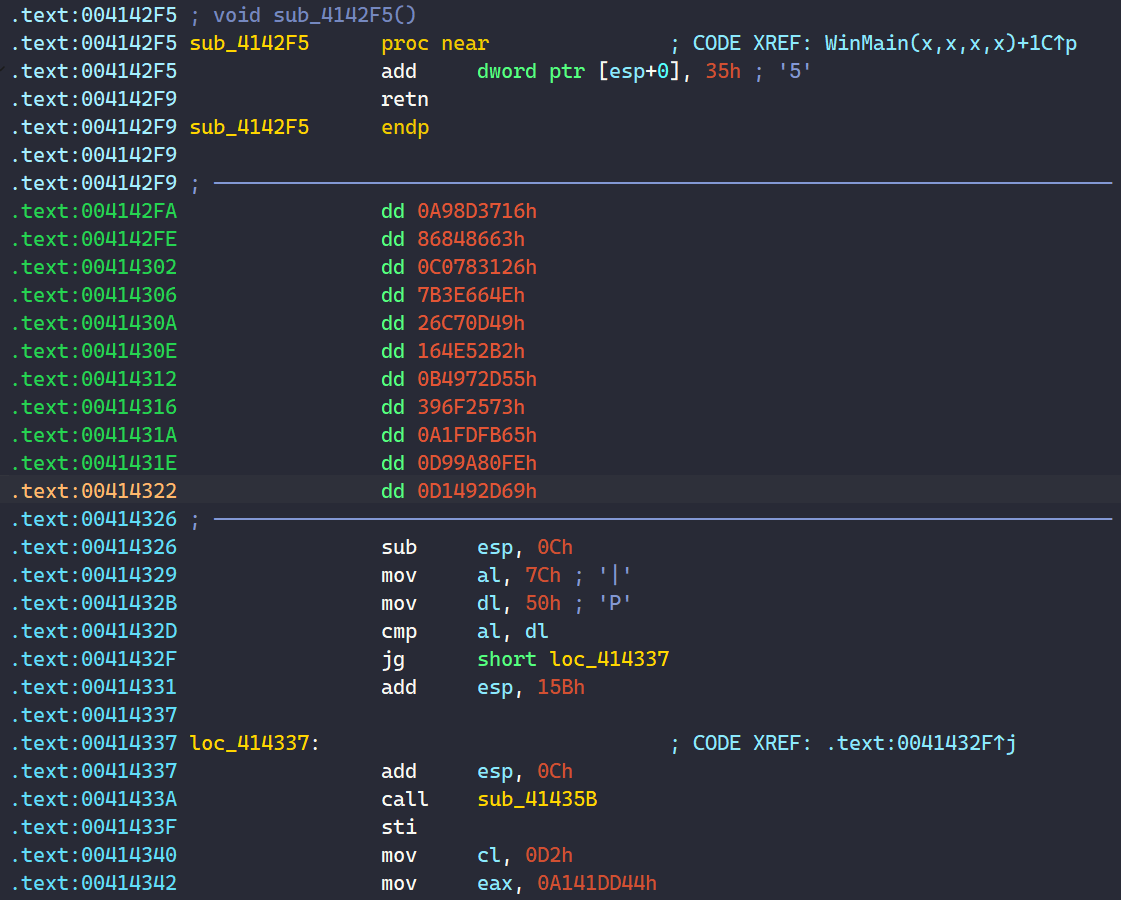 .text:004142F5 ; void sub_4142F5()
.text:004142F5 sub_4142F5 proc near ; CODE XREF: WinMain(x,x,x,x)+1C↑p
.text:004142F5 add dword ptr [esp+0], 35h ; '5'
.text:004142F9 retn
.text:004142F9 sub_4142F5 endp
.text:004142F9
.text:004142F9 ;
.text:004142FA dd 0A98D3716h
.text:004142FE dd 86848663h
.text:00414302 dd 0C0783126h
.text:00414306 dd 7B3E664Eh
.text:0041430A dd 26C70D49h
.text:0041430E dd 164E52B2h
.text:00414312 dd 0B4972D55h
.text:00414316 dd 396F2573h
.text:0041431A dd 0A1FDFB65h
.text:0041431E dd 0D99A80FEh
.text:00414322 dd 0D1492D69h
.text:00414326 ;
.text:00414326 sub esp, 0Ch
.text:00414329 mov al, 7Ch ; '|'
.text:0041432B mov dl, 50h ; 'P'
.text:0041432D cmp al, dl
.text:0041432F jg short loc_414337
.text:00414331 add esp, 15Bh
.text:00414337
.text:00414337 loc_414337: ; CODE XREF: .text:0041432F↑j
.text:00414337 add esp, 0Ch
.text:0041433A call sub_41435B
.text:0041433F sti
.text:00414340 mov cl, 0D2h
.text:00414342 mov eax, 0A141DD44h